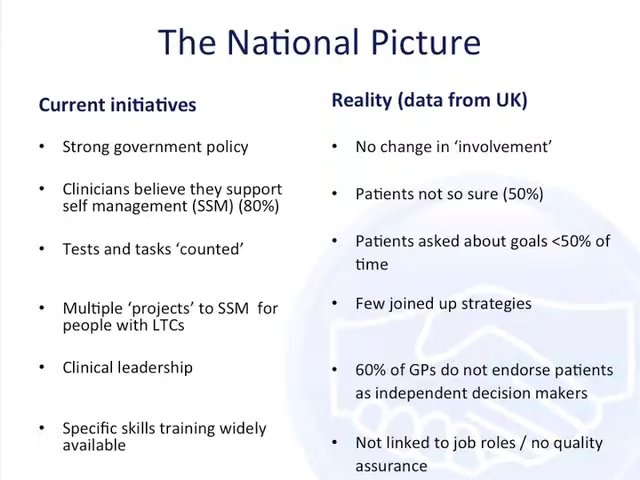 The National Picture
Current initiatives
• Strong government policy
• Clinicians believe they support
self management (SSM) (80%)
• Tests and tasks ‘counted’
• Multiple ‘projects’ to SSM for
people with LTCs
• Clinical leadership
• Specific skills training widely
available
Reality (data from UK)
• No change in ‘involvement’
• Patients not so sure (50%)
• Patients asked about goals <50% of
time
• Few joined up strategies
• 60% of GPs do not endorse patients
as independent decision makers
• Not linked to job roles / no quality
assurance